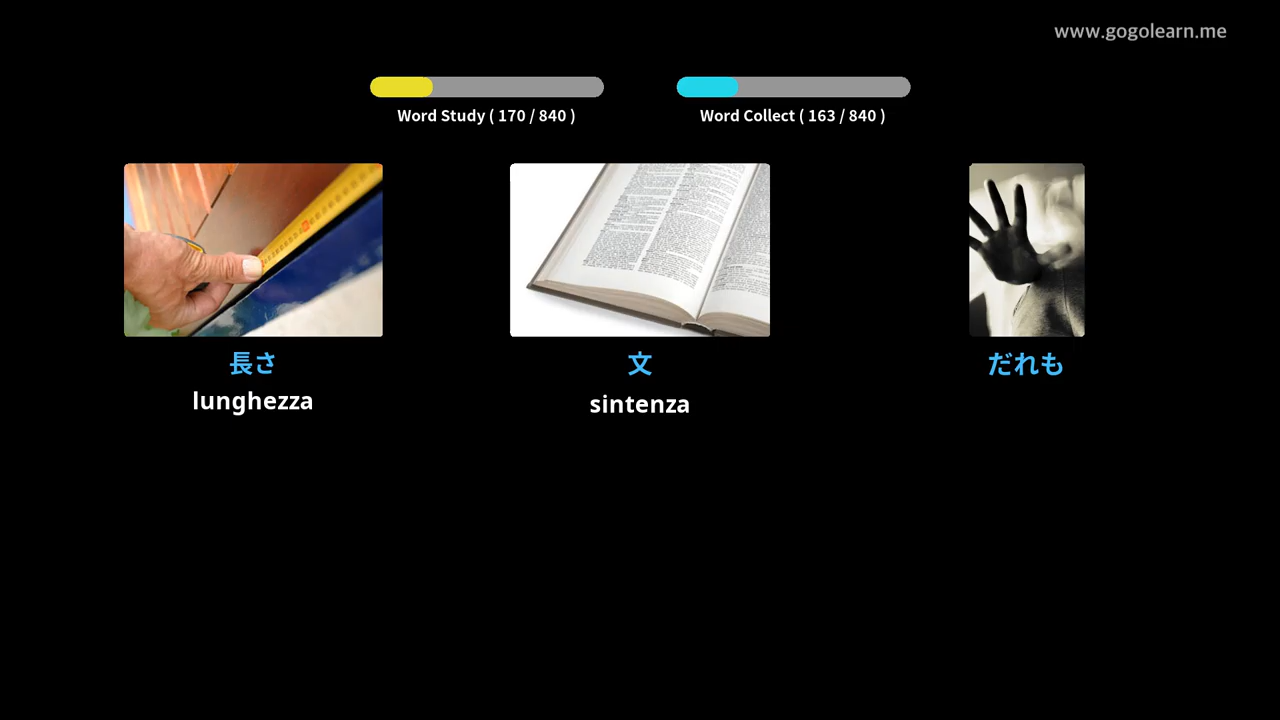 www.gogolearn.me
Word Study ( 170 / 840 )
Word Collect ( 163 / 840 )
長さ
文
だれも
lunghezza
sintenza